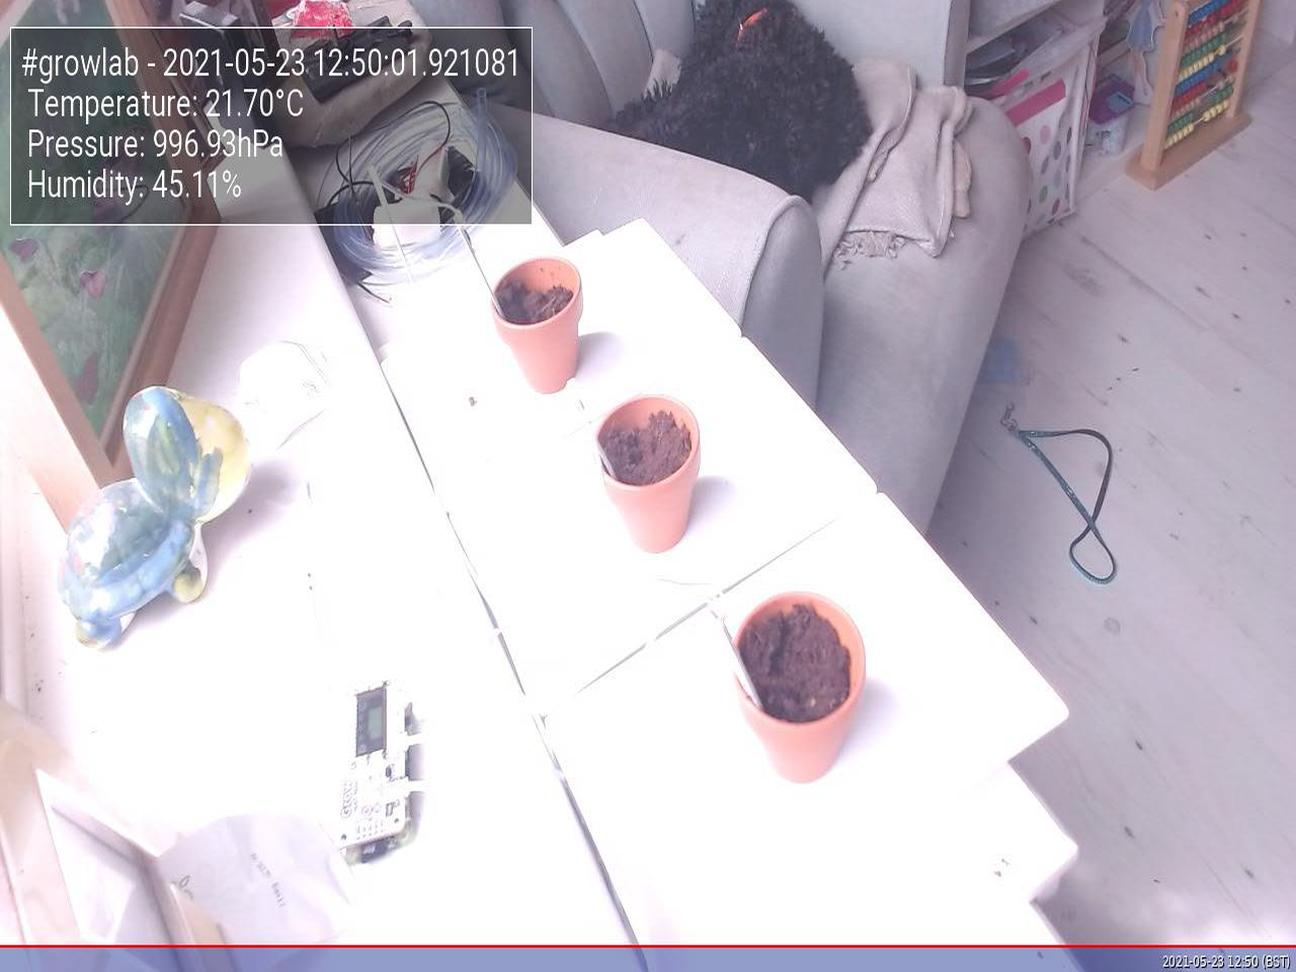 #growlab - 2021-05-23 12:50:01.921081
Temperature: 21.70°C
Pressure: 996.93hPa
Humidity: 45.11%
2021-05-23 12:50 (BST)